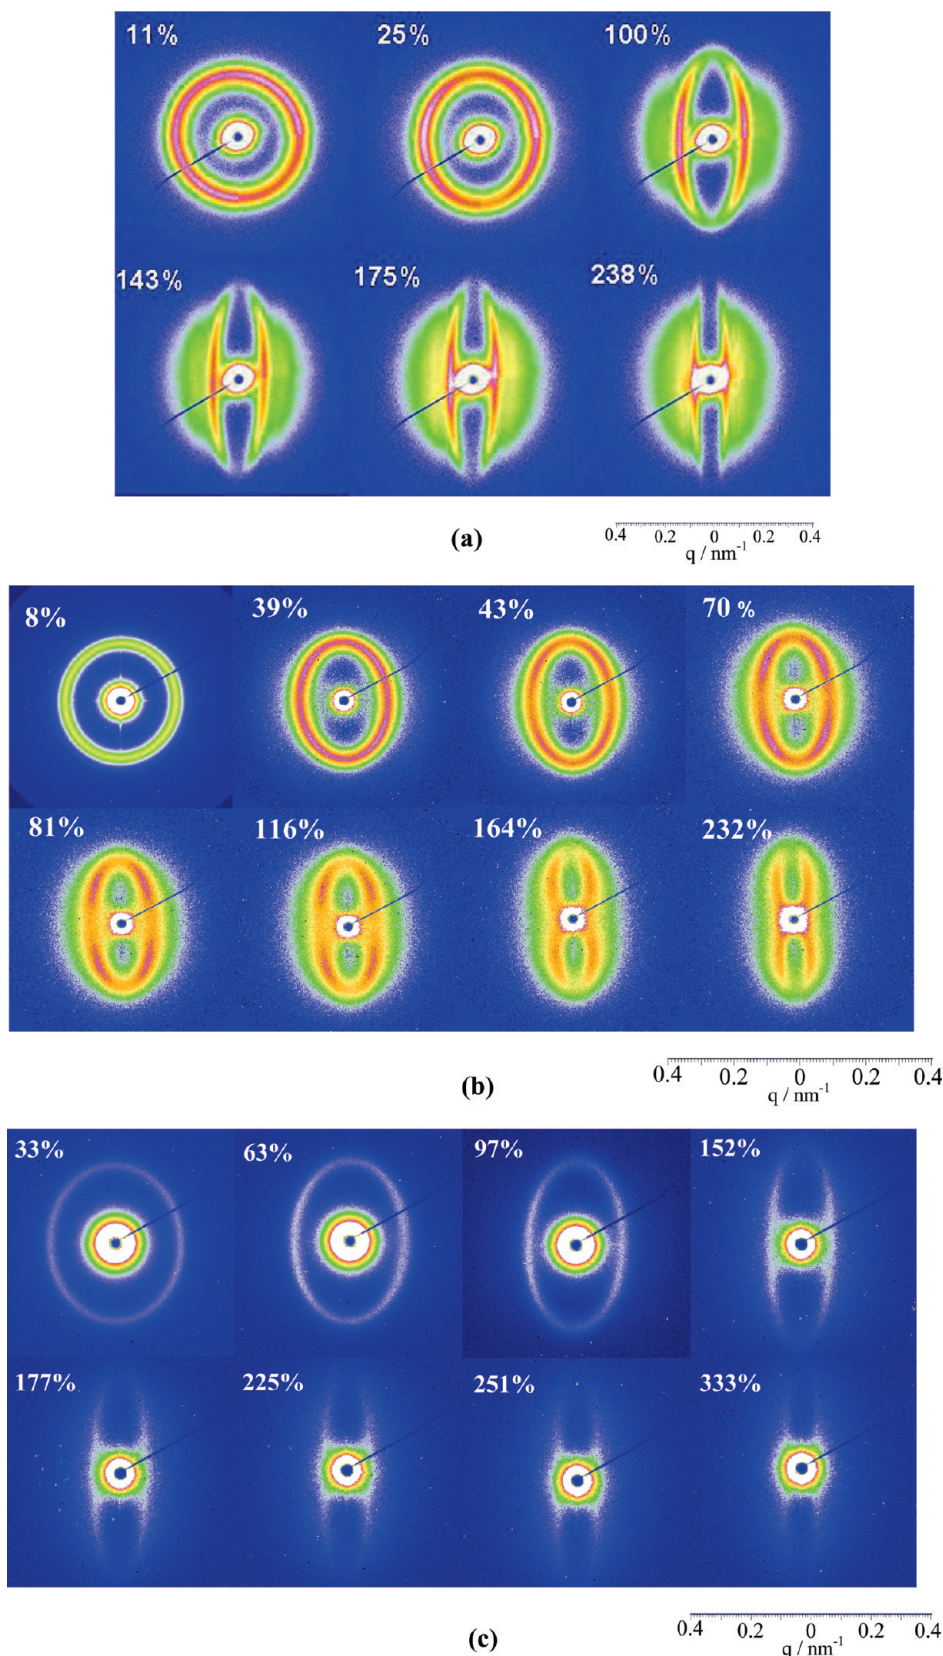 11% 25% 100%
143% 175% 238%
0.4 0.2 0 0.2 0.4
q / nm⁻¹
(a)
8% 39% 43% 70 %
81% 116% 164% 232%
0.4 0.2 0 0.2 0.4
q / nm⁻¹
(b)
33% 63% 97% 152%
177% 225% 251% 333%
0.4 0.2 0 0.2 0.4
q / nm⁻¹
(c)